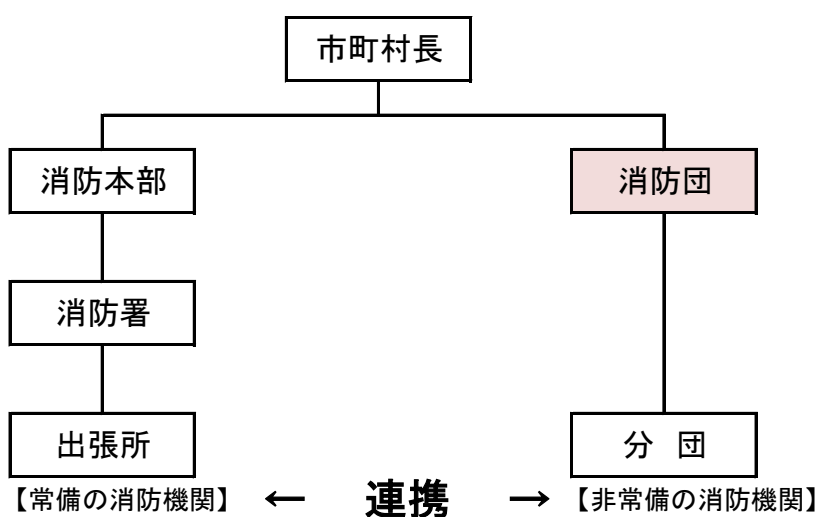 市町村長
消防本部
消防団
消防署
出張所
分 団
【常備の消防機関】 ← 連携 → 【非常備の消防機関】